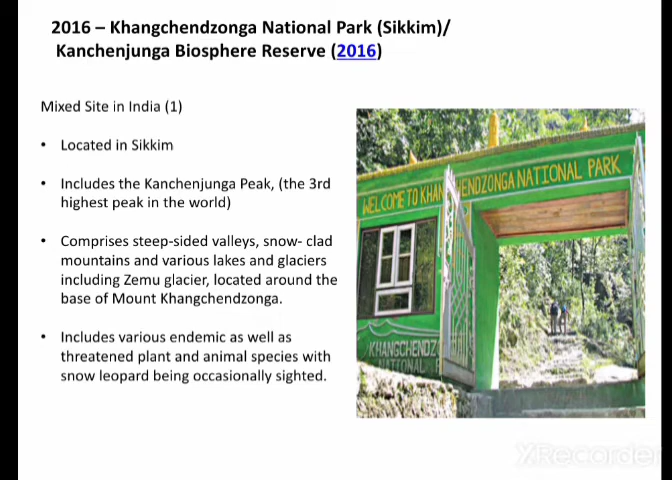 2016 – Khangchendzonga National Park (Sikkim)/
Kanchenjunga Biosphere Reserve (2016)
Mixed Site in India (1)
• Located in Sikkim
• Includes the Kanchenjunga Peak, (the 3rd
highest peak in the world)
• Comprises steep-sided valleys, snow- clad
mountains and various lakes and glaciers
including Zemu glacier, located around the
base of Mount Khangchendzonga.
• Includes various endemic as well as
threatened plant and animal species with
snow leopard being occasionally sighted.
WELCOME TO KHANGCHENDZONGA NATIONAL PARK
KHANGCHENDZ
NATIONAL P
YRecorder